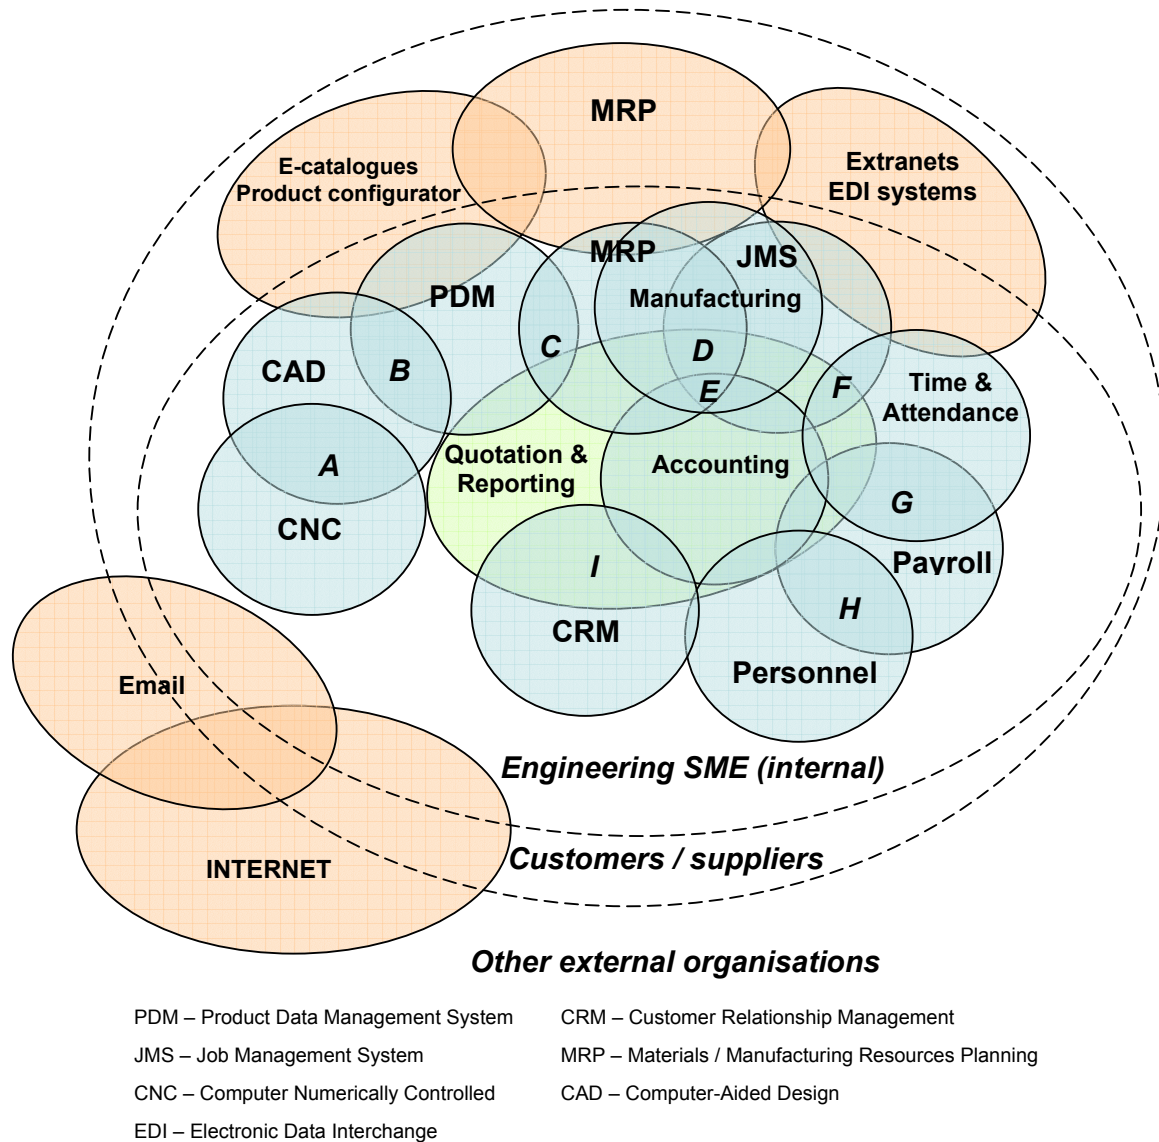 MRP
E-catalogues
Product configurator
Extranets
EDI systems
MRP
JMS
PDM
Manufacturing
C
D
CAD
B
E
F
Time &
Attendance
Quotation &
Reporting
Accounting
A
G
CNC
I
Payroll
H
CRM
Personnel
Email
Engineering SME (internal)
INTERNET
Customers / suppliers
Other external organisations
PDM – Product Data Management System
CRM – Customer Relationship Management
JMS – Job Management System
MRP – Materials / Manufacturing Resources Planning
CNC – Computer Numerically Controlled
CAD – Computer-Aided Design
EDI – Electronic Data Interchange